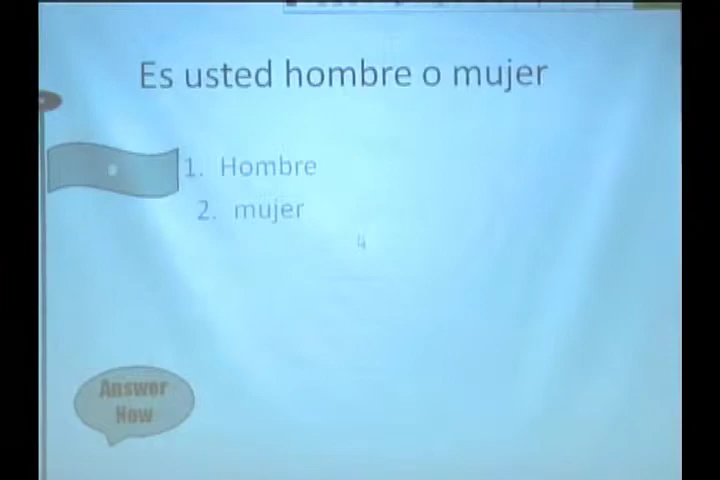 Es usted hombre o mujer
1. Hombre
2. mujer
Answer
Now